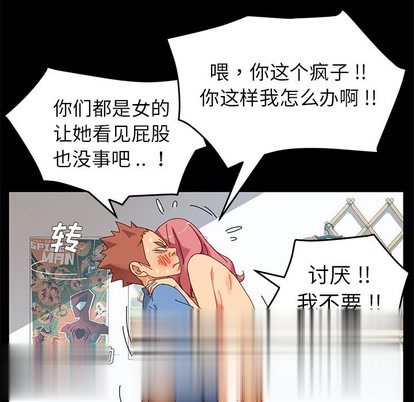 喂，你这个疯子 !!
你这样我怎么办啊 !!
你们都是女的
让她看见屁股
也没事吧 .. ！
转
SPIDER
MAN
讨厌 !!
我不要 !!